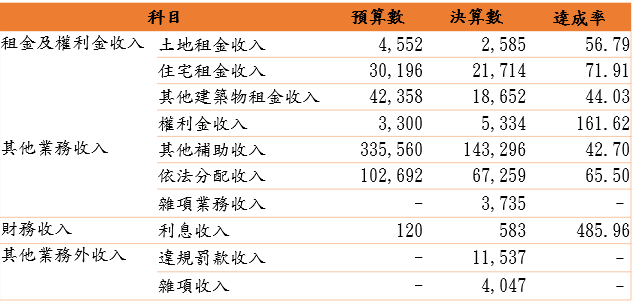 科目 預算數 決算數 達成率
租金及權利金收入 土地租金收入 4,552 2,585 56.79
住宅租金收入 30,196 21,714 71.91
其他建築物租金收入 42,358 18,652 44.03
權利金收入 3,300 5,334 161.62
其他業務收入 其他補助收入 335,560 143,296 42.70
依法分配收入 102,692 67,259 65.50
雜項業務收入 - 3,735 -
財務收入 利息收入 120 583 485.96
其他業務外收入 違規罰款收入 - 11,537 -
雜項收入 - 4,047 -